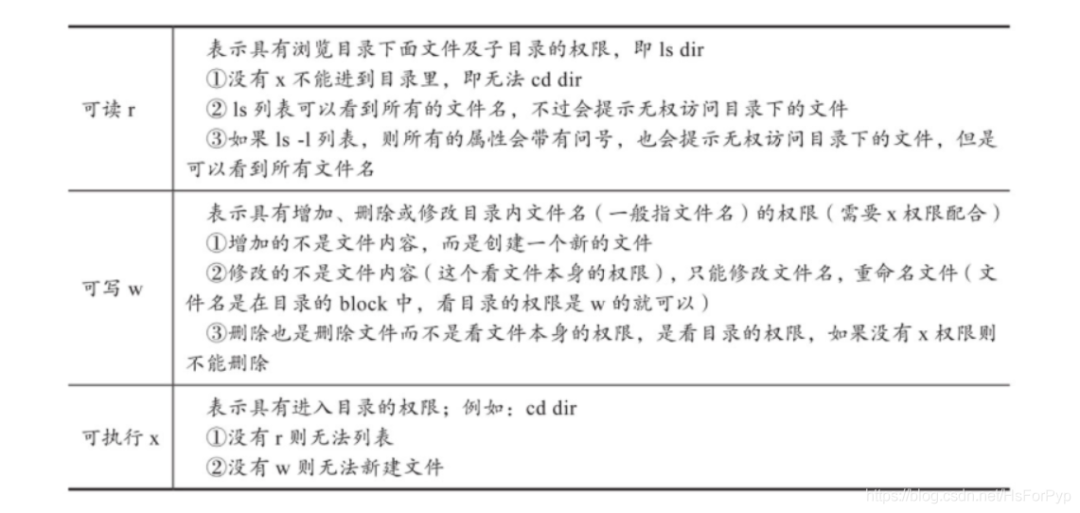 表示具有浏览目录下面文件及子目录的权限，即 ls dir
①没有 x 不能进到目录里，即无法 cd dir
可读 r
②ls 列表可以看到所有的文件名，不过会提示无权访问目录下的文件
③如果 ls -l 列表，则所有的属性会带有问号，也会提示无权访问目录下的文件，但是
可以看到所有文件名
表示具有增加、删除或修改目录内文件名（一般指文件名）的权限（需要 x 权限配合）
①增加的不是文件内容，而是创建一个新的文件
可写 w
②修改的不是文件内容（这个看文件本身的权限），只能修改文件名，重命名文件（文
件名是在目录的 block 中，看目录的权限是 w 的就可以）
③删除也是删除文件而不是看文件本身的权限，是看目录的权限，如果没有 x 权限则
不能删除
表示具有进入目录的权限；例如：cd dir
可执行 x
①没有 r 则无法列表
②没有 w 则无法新建文件
https://blog.csdn.net/HsForPyp